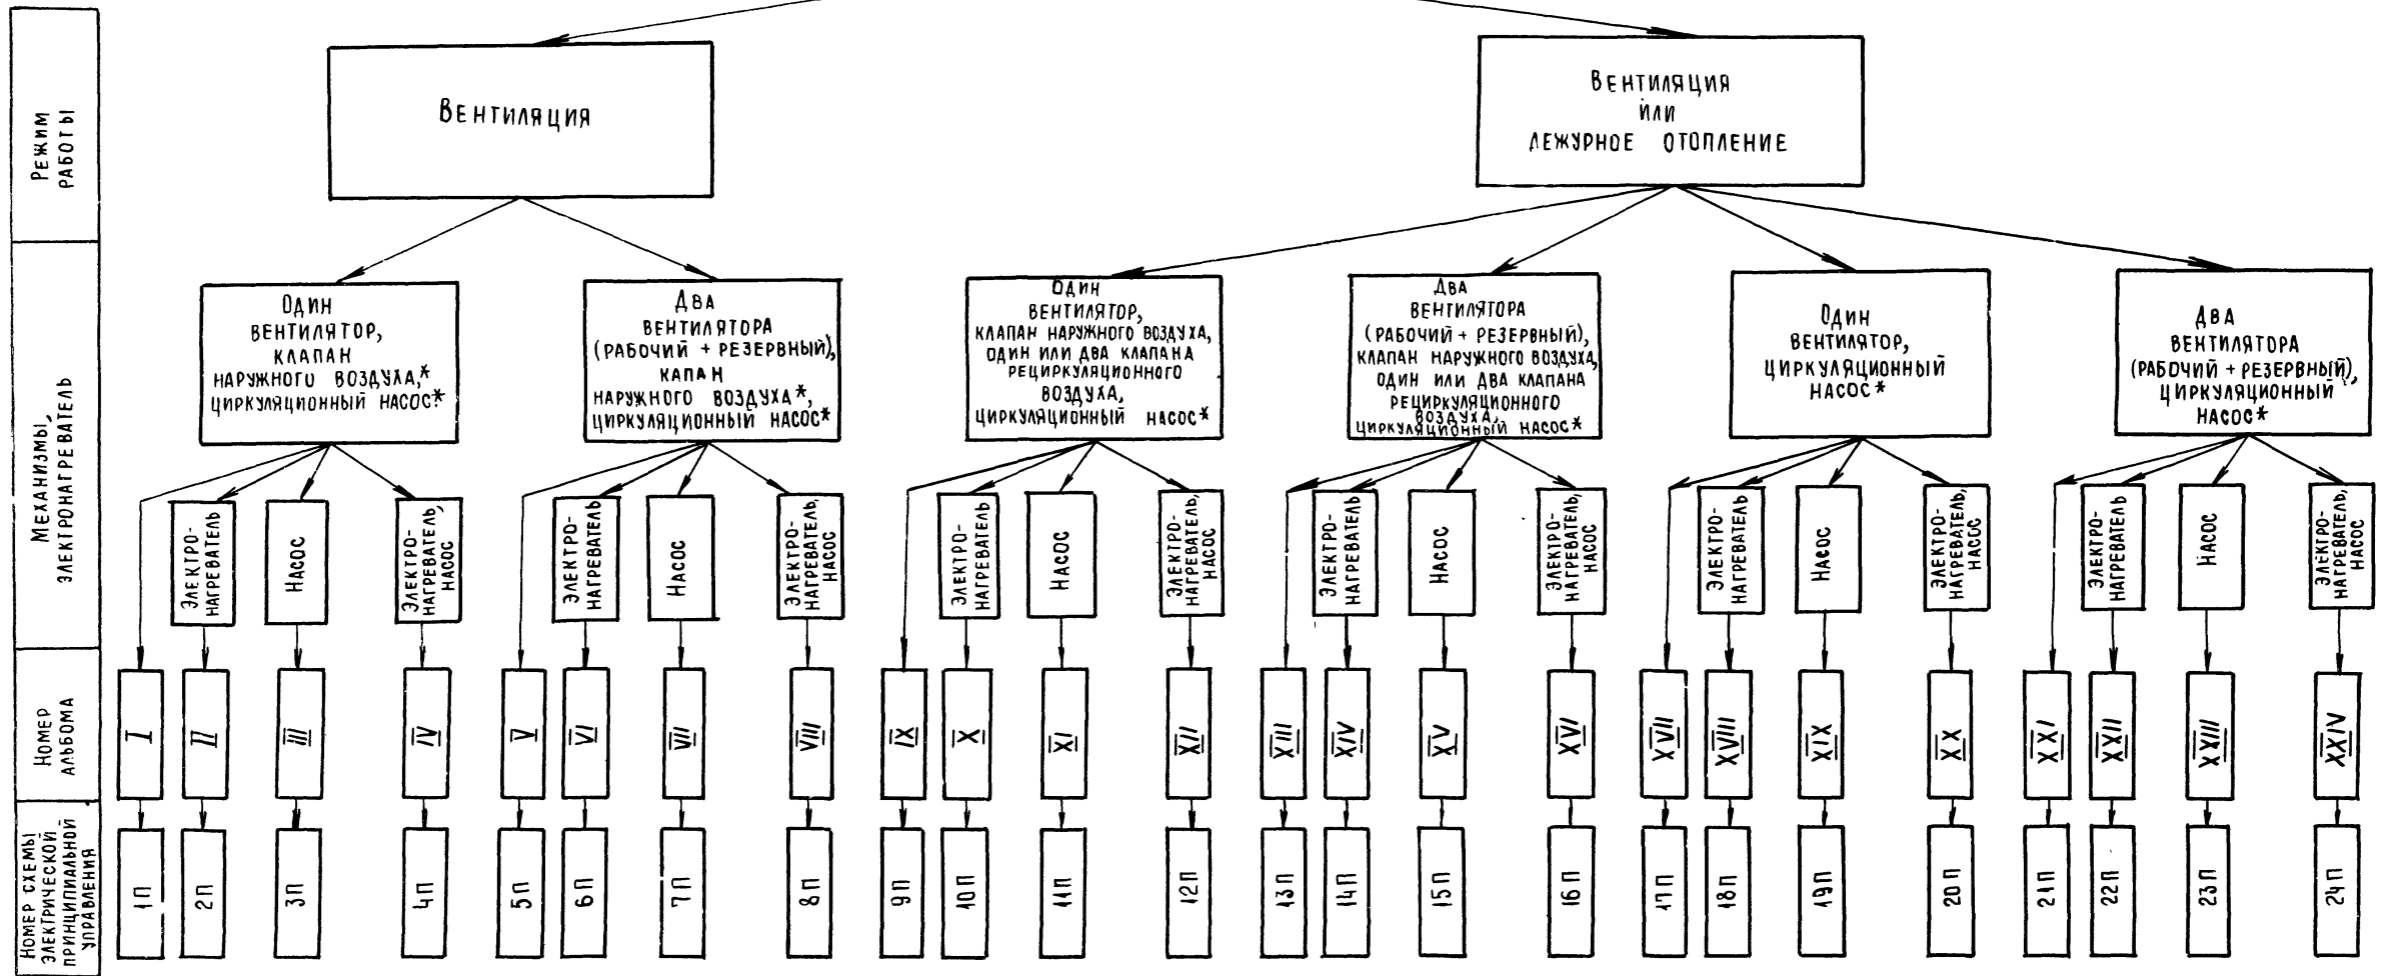 РЕЖИМ
РАБОТЫ
ВЕНТИЛЯЦИЯ
ВЕНТИЛЯЦИЯ
ИЛИ
ДЕЖУРНОЕ ОТОПЛЕНИЕ
МЕХАНИЗМЫ,
ЭЛЕКТРОНАГРЕВАТЕЛЬ
ОДИН
ВЕНТИЛЯТОР,
КЛАПАН
НАРУЖНОГО ВОЗДУХА,*
ЦИРКУЛЯЦИОННЫЙ НАСОС*
ДВА
ВЕНТИЛЯТОРА
(РАБОЧИЙ + РЕЗЕРВНЫЙ),
КАПАН
НАРУЖНОГО ВОЗДУХА*,
ЦИРКУЛЯЦИОННЫЙ НАСОС*
ОДИН
ВЕНТИЛЯТОР,
КЛАПАН НАРУЖНОГО ВОЗДУХА,
ОДИН ИЛИ ДВА КЛАПАНА
РЕЦИРКУЛЯЦИОННОГО
ВОЗДУХА,
ЦИРКУЛЯЦИОННЫЙ НАСОС*
ДВА
ВЕНТИЛЯТОРА
(РАБОЧИЙ + РЕЗЕРВНЫЙ),
КЛАПАН НАРУЖНОГО ВОЗДУХА,
ОДИН ИЛИ ДВА КЛАПАНА
РЕЦИРКУЛЯЦИОННОГО
ВОЗДУХА,
ЦИРКУЛЯЦИОННЫЙ НАСОС*
ОДИН
ВЕНТИЛЯТОР,
ЦИРКУЛЯЦИОННЫЙ
НАСОС*
ДВА
ВЕНТИЛЯТОРА
(РАБОЧИЙ + РЕЗЕРВНЫЙ),
ЦИРКУЛЯЦИОННЫЙ
НАСОС*
ЭЛЕКТРО-
НАГРЕВАТЕЛЬ
НАСОС
ЭЛЕКТРО-
НАГРЕВАТЕЛЬ,
НАСОС
ЭЛЕКТРО-
НАГРЕВАТЕЛЬ
НАСОС
ЭЛЕКТРО-
НАГРЕВАТЕЛЬ,
НАСОС
ЭЛЕКТРО-
НАГРЕВАТЕЛЬ
НАСОС
ЭЛЕКТРО-
НАГРЕВАТЕЛЬ,
НАСОС
ЭЛЕКТРО-
НАГРЕВАТЕЛЬ
НАСОС
ЭЛЕКТРО-
НАГРЕВАТЕЛЬ,
НАСОС
ЭЛЕКТРО-
НАГРЕВАТЕЛЬ
НАСОС
ЭЛЕКТРО-
НАГРЕВАТЕЛЬ,
НАСОС
ЭЛЕКТРО-
НАГРЕВАТЕЛЬ
НАСОС
ЭЛЕКТРО-
НАГРЕВАТЕЛЬ,
НАСОС
НОМЕР
АЛЬБОМА
I
II
III
IV
V
VI
VII
VIII
IX
X
XI
XII
XIII
XIV
XV
XVI
XVII
XVIII
XIX
XX
XXI
XXII
XXIII
XXIV
НОМЕР СХЕМЫ
ЭЛЕКТРИЧЕСКОЙ
ПРИНЦИПИАЛЬНОЙ
УПРАВЛЕНИЯ
1П
2П
3П
4П
5П
6П
7П
8П
9П
10П
11П
12П
13П
14П
15П
16П
17П
18П
19П
20П
21П
22П
23П
24П